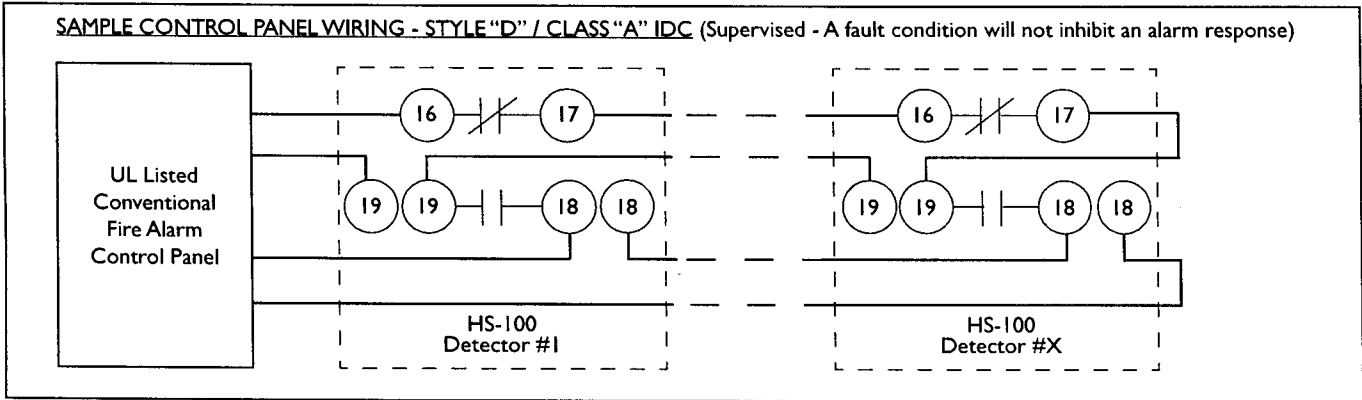 SAMPLE CONTROL PANEL WIRING - STYLE "D" / CLASS "A" IDC (Supervised - A fault condition will not inhibit an alarm response)
UL Listed
Conventional
Fire Alarm
Control Panel
16 17
19 19 18 18
HS-100
Detector #1
16 17
19 19 18 18
HS-100
Detector #X